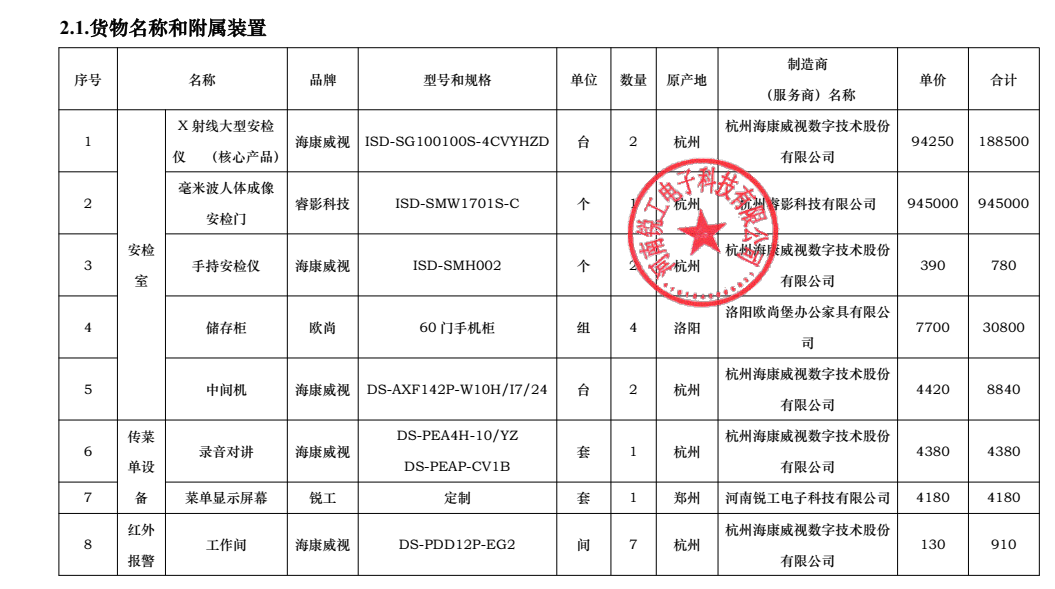 2.1.货物名称和附属装置
序号 名称 品牌 型号和规格 单位 数量 原产地 制造商（服务商）名称 单价 合计
1 安检室 X 射线大型安检仪 （核心产品） 海康威视 ISD-SG100100S-4CVYHZD 台 2 杭州 杭州海康威视数字技术股份有限公司 94250 188500
2 毫米波人体成像安检门 睿影科技 ISD-SMW1701S-C 个 1 杭州 杭州睿影科技有限公司 945000 945000
3 手持安检仪 海康威视 ISD-SMH002 个 2 杭州 杭州海康威视数字技术股份有限公司 390 780
4 储存柜 欧尚 60 门手机柜 组 4 洛阳 洛阳欧尚堡办公家具有限公司 7700 30800
5 中间机 海康威视 DS-AXF142P-W10H/I7/24 台 2 杭州 杭州海康威视数字技术股份有限公司 4420 8840
6 传菜单设备 录音对讲 海康威视 DS-PEA4H-10/YZ DS-PEAP-CV1B 套 1 杭州 杭州海康威视数字技术股份有限公司 4380 4380
7 菜单显示屏幕 锐工 定制 套 1 郑州 河南锐工电子科技有限公司 4180 4180
8 红外报警 工作间 海康威视 DS-PDD12P-EG2 间 7 杭州 杭州海康威视数字技术股份有限公司 130 910
河南锐工电子科技有限公司